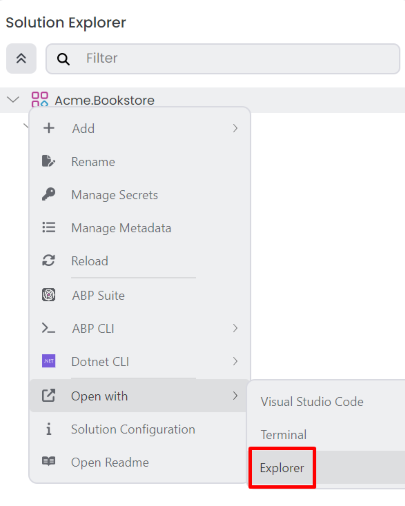 Solution Explorer
Filter
Acme.Bookstore
Add
Rename
Manage Secrets
Manage Metadata
Reload
ABP Suite
ABP CLI
.NET Dotnet CLI
Open with
Visual Studio Code
Solution Configuration
Terminal
Open Readme
Explorer